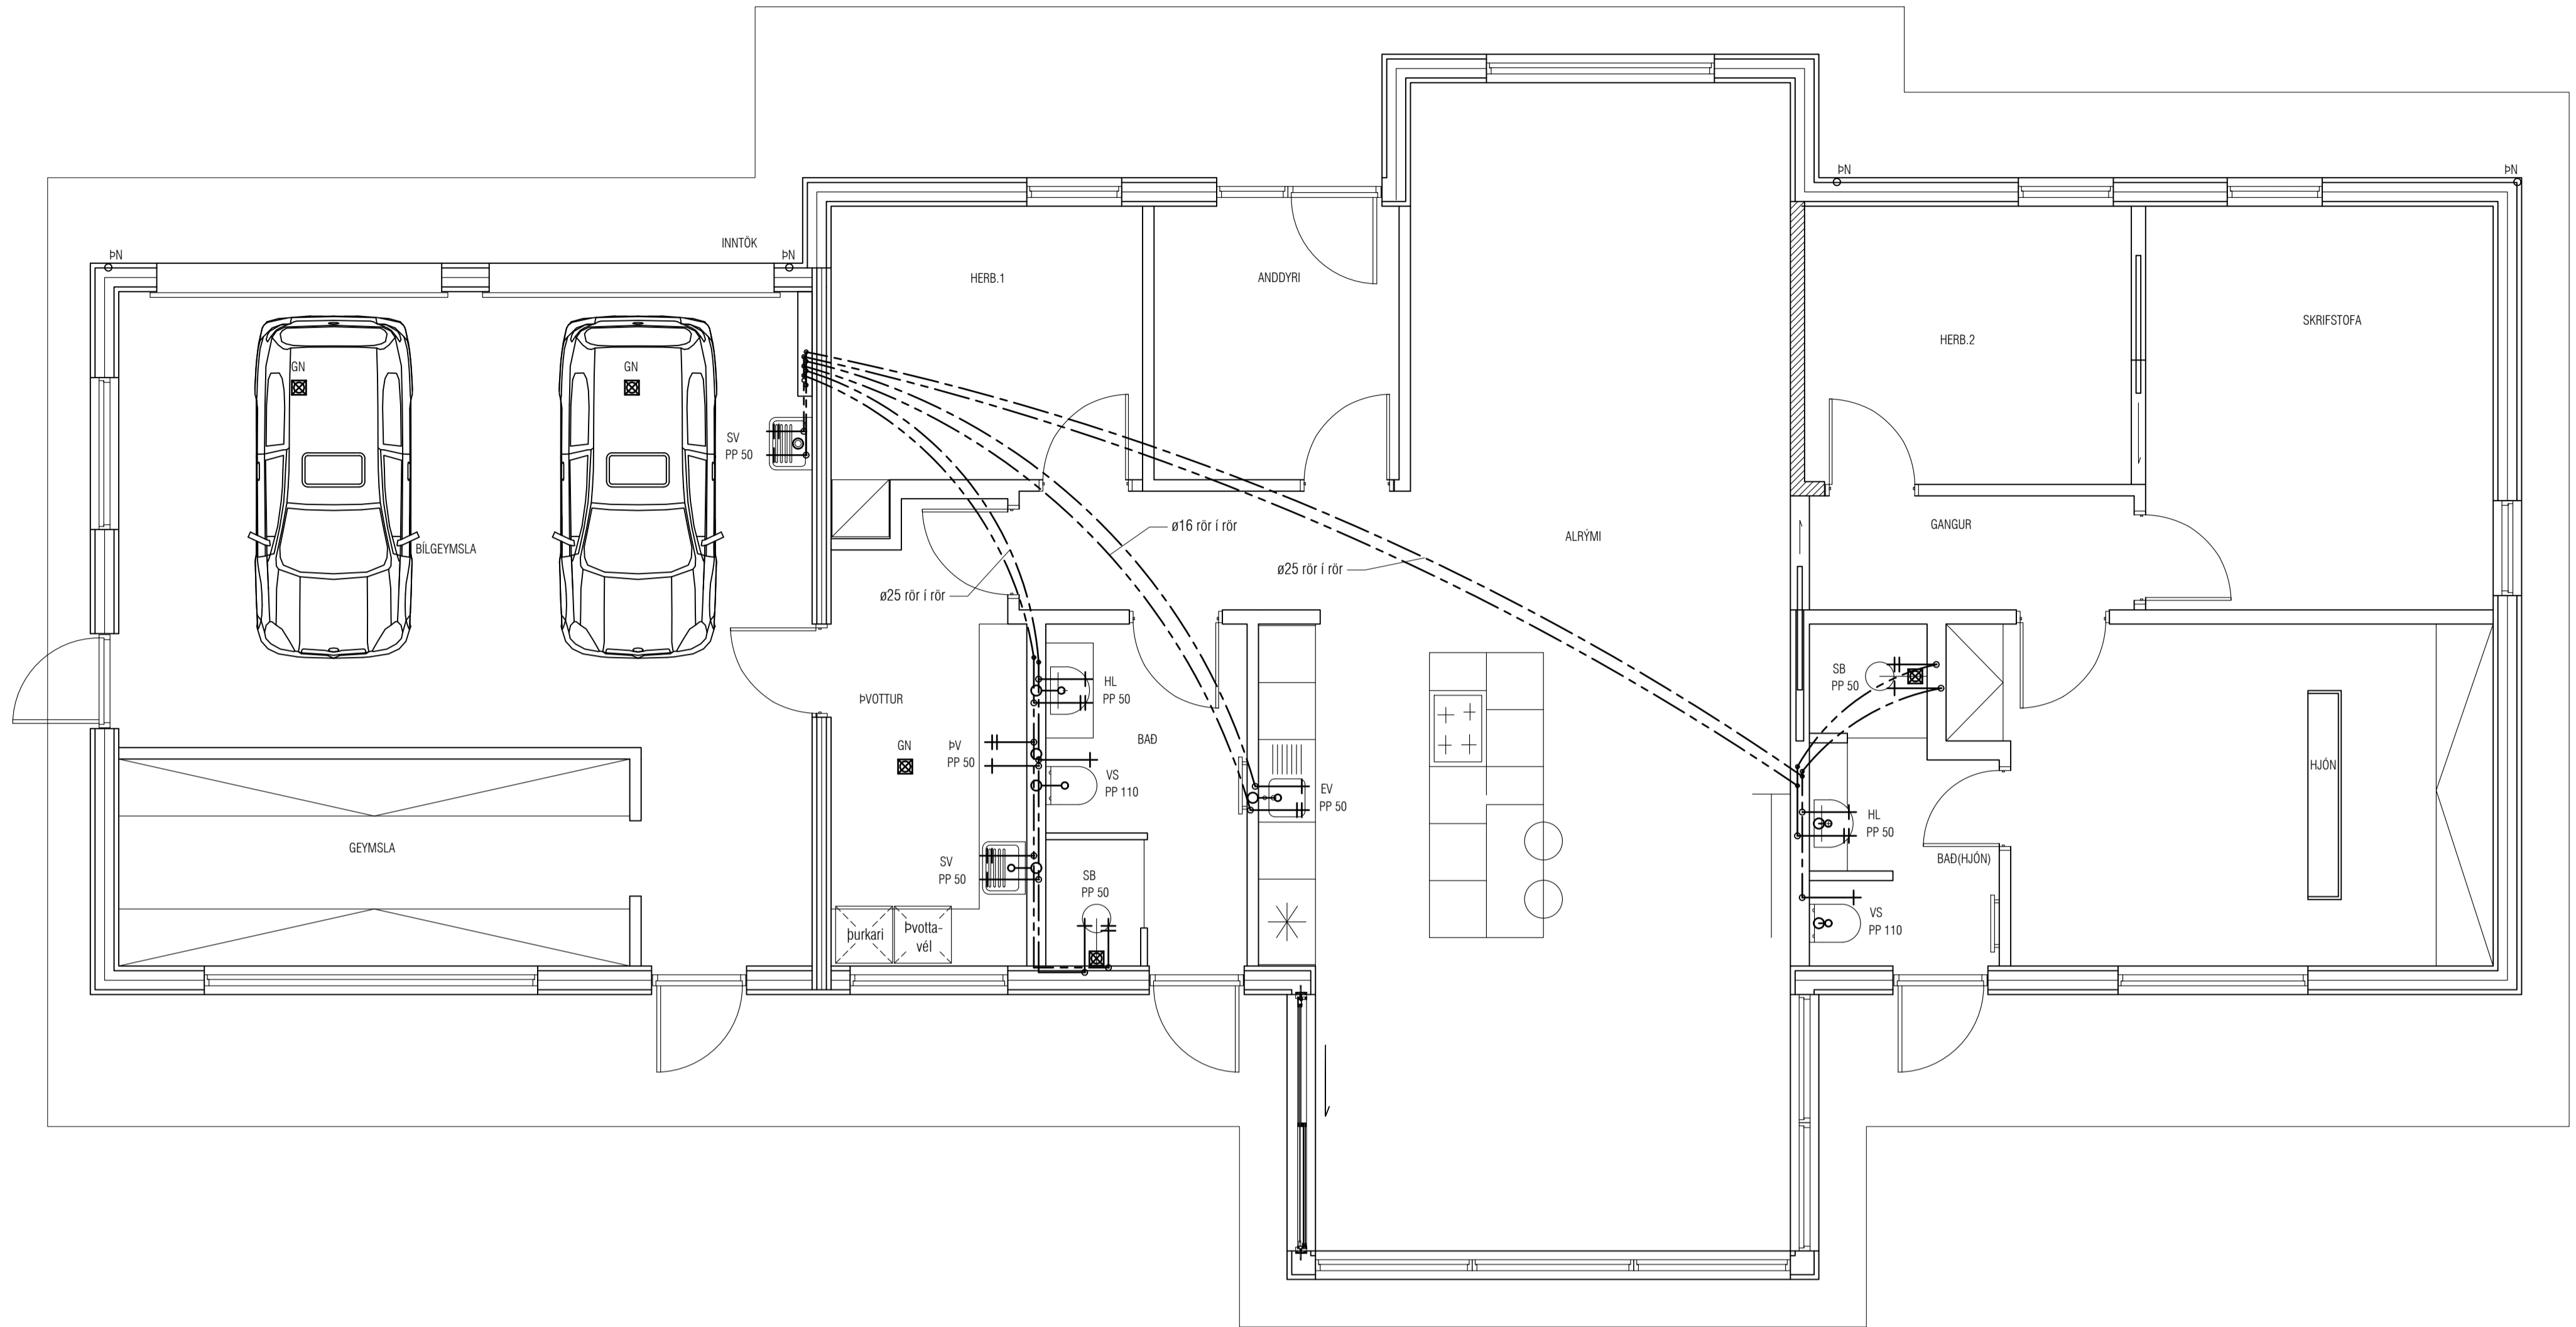 ÞN
ÞN
INNTÖK
ÞN
ÞN
HERB.1
ANDDYRI
SKRIFSTOFA
HERB.2
GN
GN
SV
PP 50
ø16 rör í rör
GANGUR
ALRÝMI
BÍLGEYMSLA
ø25 rör í rör
ø25 rör í rör
HL
PP 50
SB
PP 50
ÞVOTTUR
BAÐ
GN
ÞV
PP 50
VS
PP 110
HJÓN
EV
PP 50
HL
PP 50
GEYMSLA
BAÐ(HJÓN)
SV
PP 50
SB
PP 50
VS
PP 110
þurkari
Þvotta-
vél